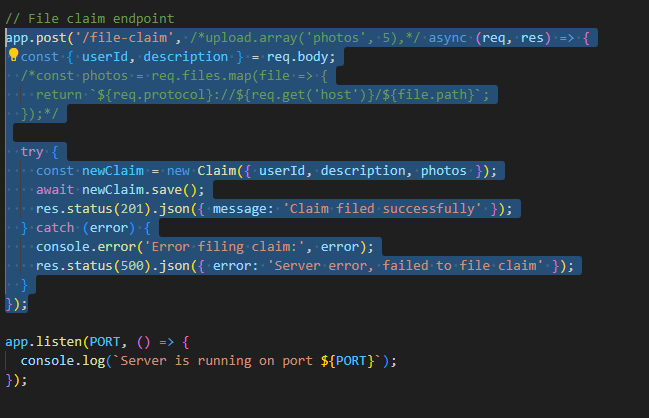 // File claim endpoint
app.post('/file-claim', /*upload.array('photos', 5),*/ async (req, res) => {
const { userId, description } = req.body;
/*const photos = req.files.map(file => {
return `${req.protocol}://${req.get('host')}/${file.path}`;
});*/
try {
const newClaim = new Claim({ userId, description, photos });
await newClaim.save();
res.status(201).json({ message: 'Claim filed successfully' });
} catch (error) {
console.error('Error filing claim:', error);
res.status(500).json({ error: 'Server error, failed to file claim' });
}
});
app.listen(PORT, () => {
console.log(`Server is running on port ${PORT}`);
});